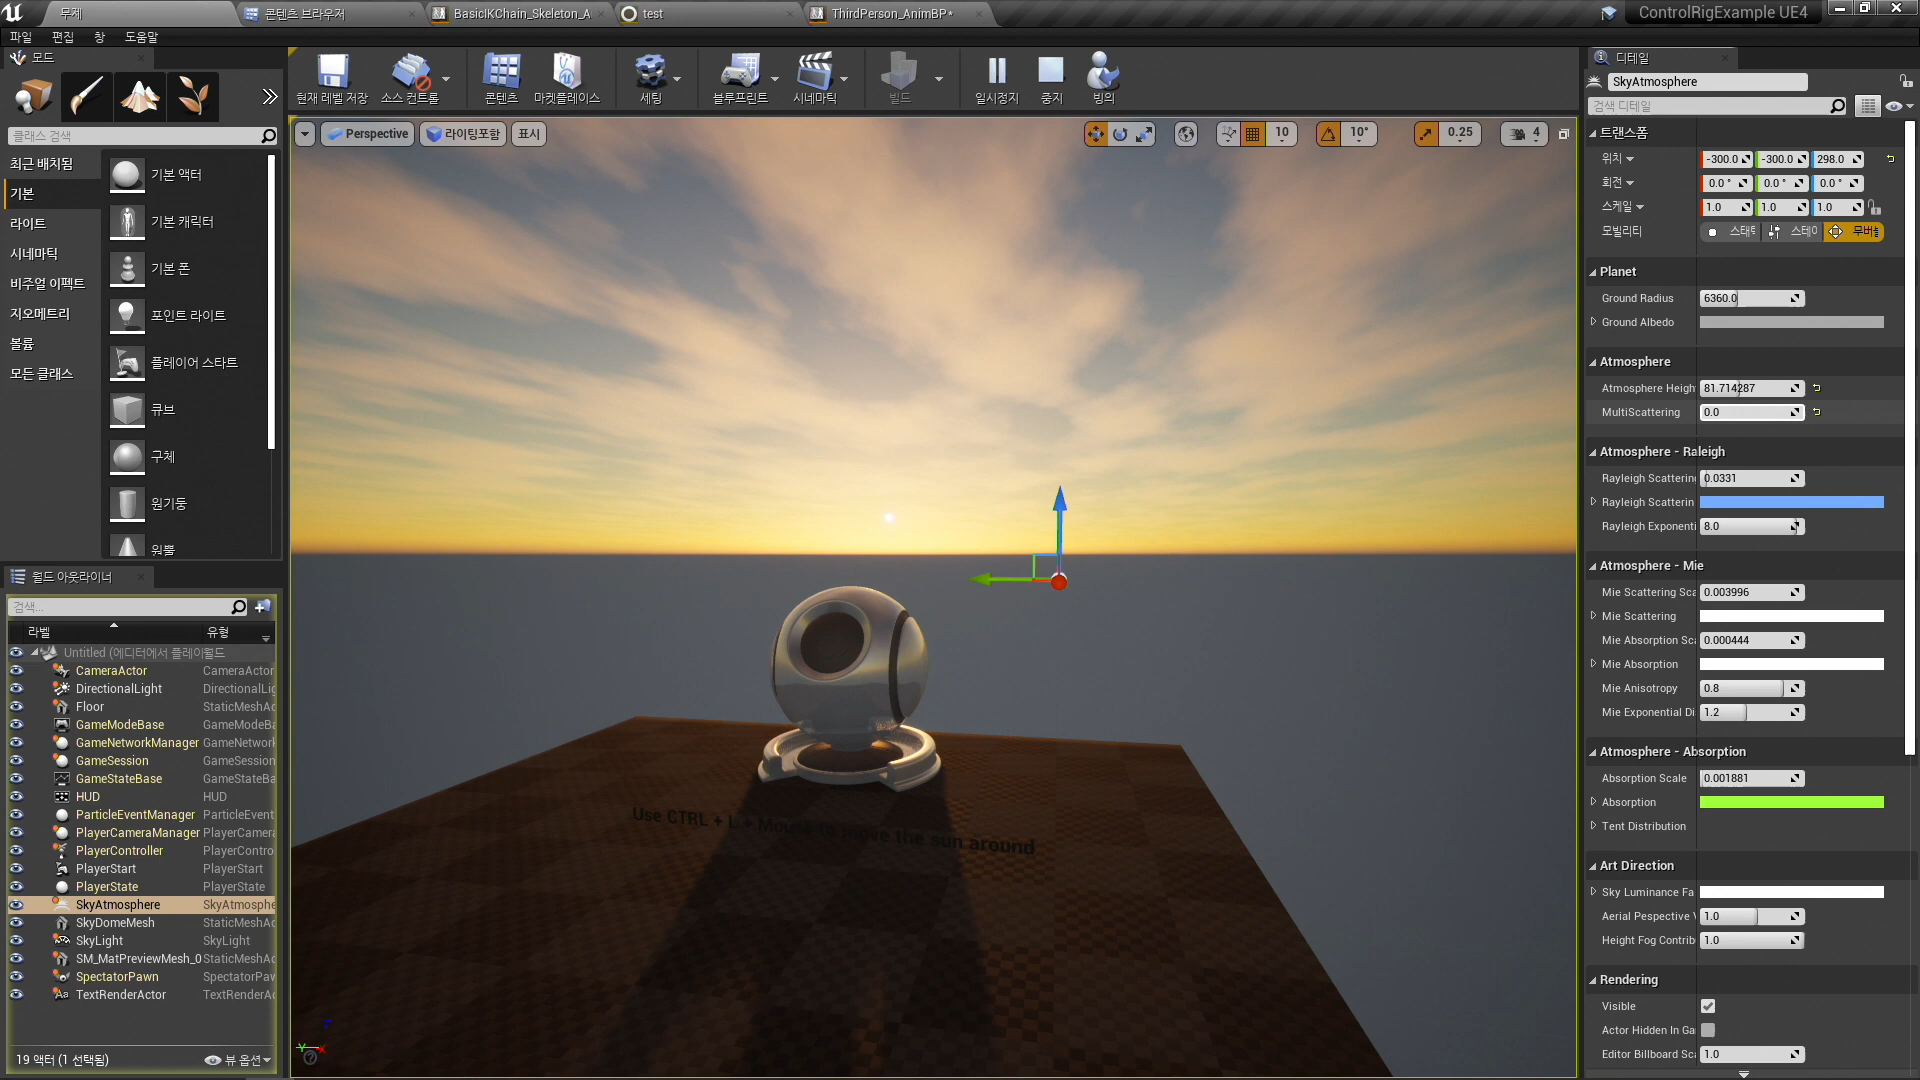 무제
콘텐츠 브라우저
BasicIKChain_Skeleton_A
test
ThirdPerson_AnimBP*
ControlRigExample UE4
파일 편집 창 도움말
모드
클래스 검색
최근 배치됨
기본
라이트
시네마틱
비주얼 이펙트
지오메트리
볼륨
모든 클래스
기본 액터
기본 캐릭터
기본 폰
포인트 라이트
플레이어 스타트
큐브
구체
원기둥
원뿔
현재 레벨 저장
소스 컨트롤
콘텐츠
마켓플레이스
세팅
블루프린트
시네마틱
빌드
일시정지
중지
빙의
Perspective
라이팅포함
표시
10
10°
0.25
4
Use CTRL + L + Mouse to move the sun around
월드 아웃라이너
검색...
라벨 유형
Untitled (에디터에서 플레이월드
CameraActor CameraActor
DirectionalLight DirectionalLig
Floor StaticMeshAc
GameModeBase GameModeBa
GameNetworkManager GameNetwork
GameSession GameSession
GameStateBase GameStateBa
HUD HUD
ParticleEventManager ParticleEvent
PlayerCameraManager PlayerCamera
PlayerController PlayerContro
PlayerStart PlayerStart
PlayerState PlayerState
SkyAtmosphere SkyAtmosphe
SkyDomeMesh StaticMeshAc
SkyLight SkyLight
SM_MatPreviewMesh_0 StaticMeshAc
SpectatorPawn SpectatorPaw
TextRenderActor TextRenderAc
19 액터 (1 선택됨)
뷰 옵션
디테일
SkyAtmosphere
검색 디테일
트랜스폼
위치 -300.0 -300.0 298.0
회전 0.0 ° 0.0 ° 0.0 °
스케일 1.0 1.0 1.0
모빌리티 스태틱 스테이 무버블
Planet
Ground Radius 6360.0
Ground Albedo
Atmosphere
Atmosphere Heigh 81.714287
MultiScattering 0.0
Atmosphere - Raleigh
Rayleigh Scattering 0.0331
Rayleigh Scatterin
Rayleigh Exponenti 8.0
Atmosphere - Mie
Mie Scattering Sca 0.003996
Mie Scattering
Mie Absorption Sca 0.000444
Mie Absorption
Mie Anisotropy 0.8
Mie Exponential Di 1.2
Atmosphere - Absorption
Absorption Scale 0.001881
Absorption
Tent Distribution
Art Direction
Sky Luminance Fa
Aerial Pespective V 1.0
Height Fog Contrib 1.0
Rendering
Visible
Actor Hidden In Ga
Editor Billboard Sca 1.0